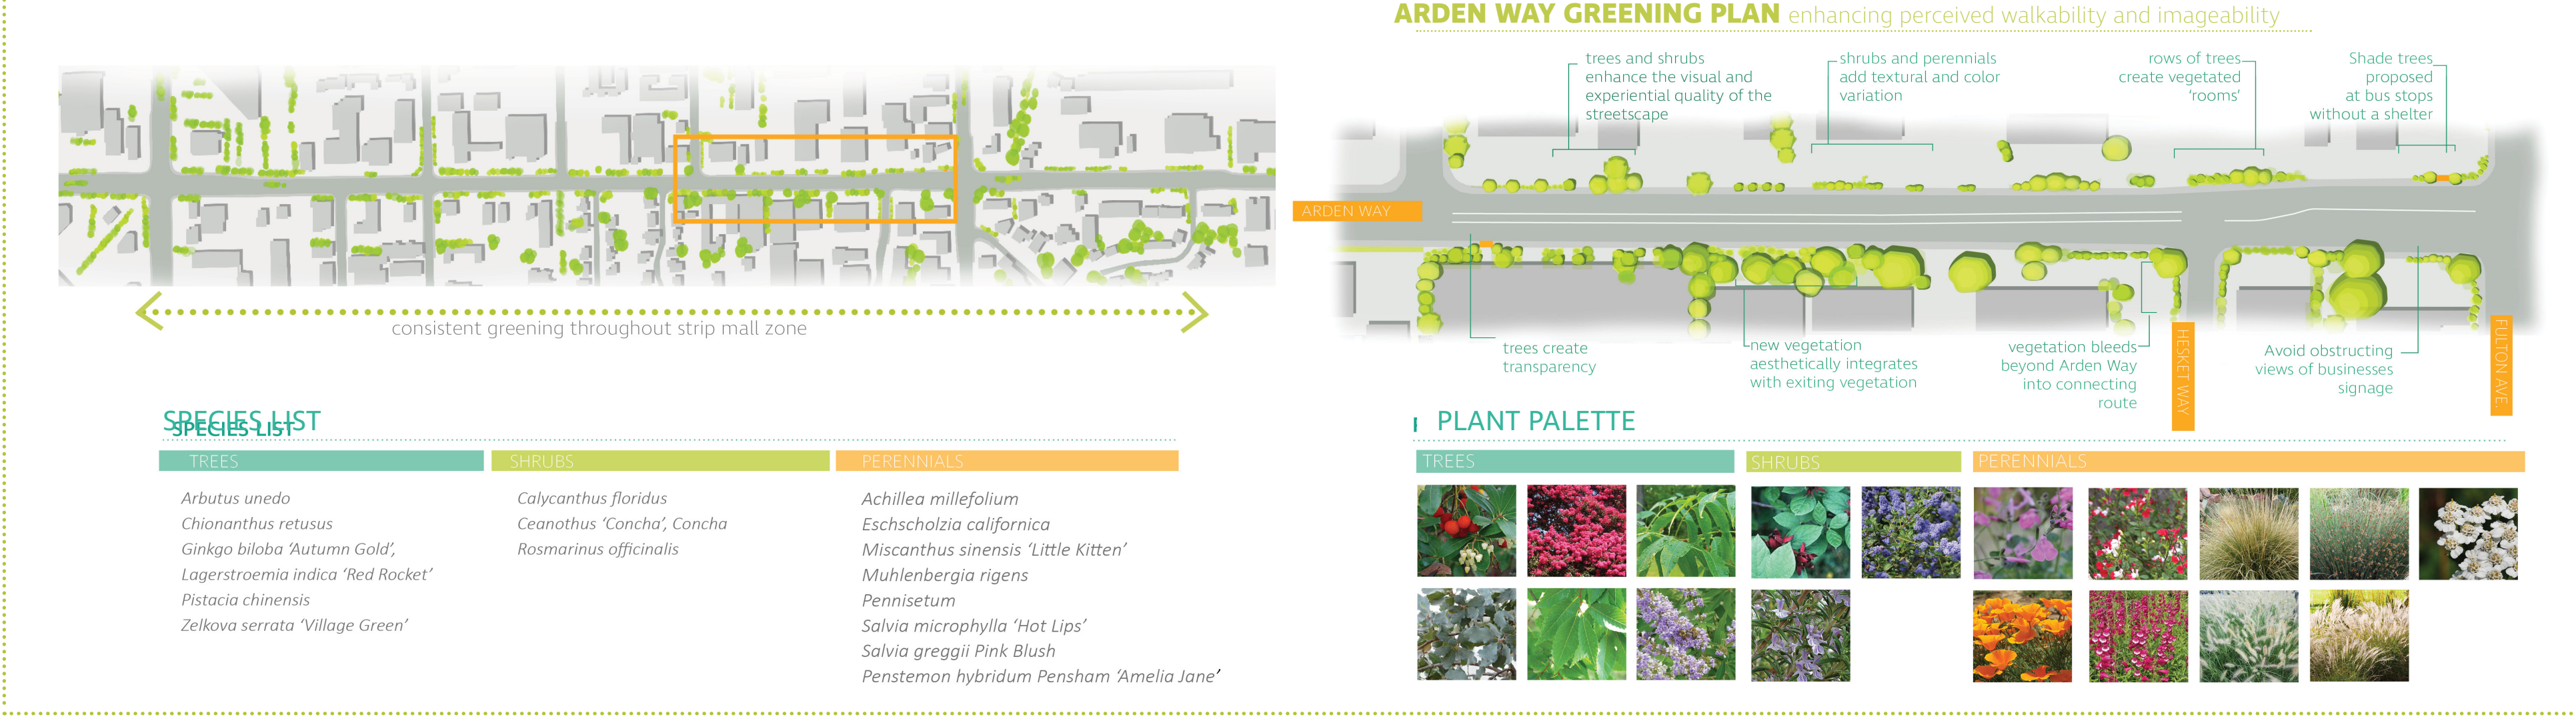 ARDEN WAY GREENING PLAN enhancing perceived walkability and imageability
trees and shrubs
enhance the visual and
experiential quality of the
streetscape
shrubs and perennials
add textural and color
variation
rows of trees
create vegetated
‘rooms’
Shade trees
proposed
at bus stops
without a shelter
ARDEN WAY
consistent greening throughout strip mall zone
trees create
transparency
new vegetation
aesthetically integrates
with exiting vegetation
vegetation bleeds
beyond Arden Way
into connecting
route
HESKET WAY
Avoid obstructing
views of businesses
signage
FULTON AVE.
SPECIES LIST
SPECIES LIST
TREES
Arbutus unedo
Chionanthus retusus
Ginkgo biloba ‘Autumn Gold’,
Lagerstroemia indica ‘Red Rocket’
Pistacia chinensis
Zelkova serrata ‘Village Green’
SHRUBS
Calycanthus floridus
Ceanothus ‘Concha’, Concha
Rosmarinus officinalis
PERENNIALS
Achillea millefolium
Eschscholzia californica
Miscanthus sinensis ‘Little Kitten’
Muhlenbergia rigens
Pennisetum
Salvia microphylla ‘Hot Lips’
Salvia greggii Pink Blush
Penstemon hybridum Pensham ‘Amelia Jane’
PLANT PALETTE
TREES
SHRUBS
PERENNIALS